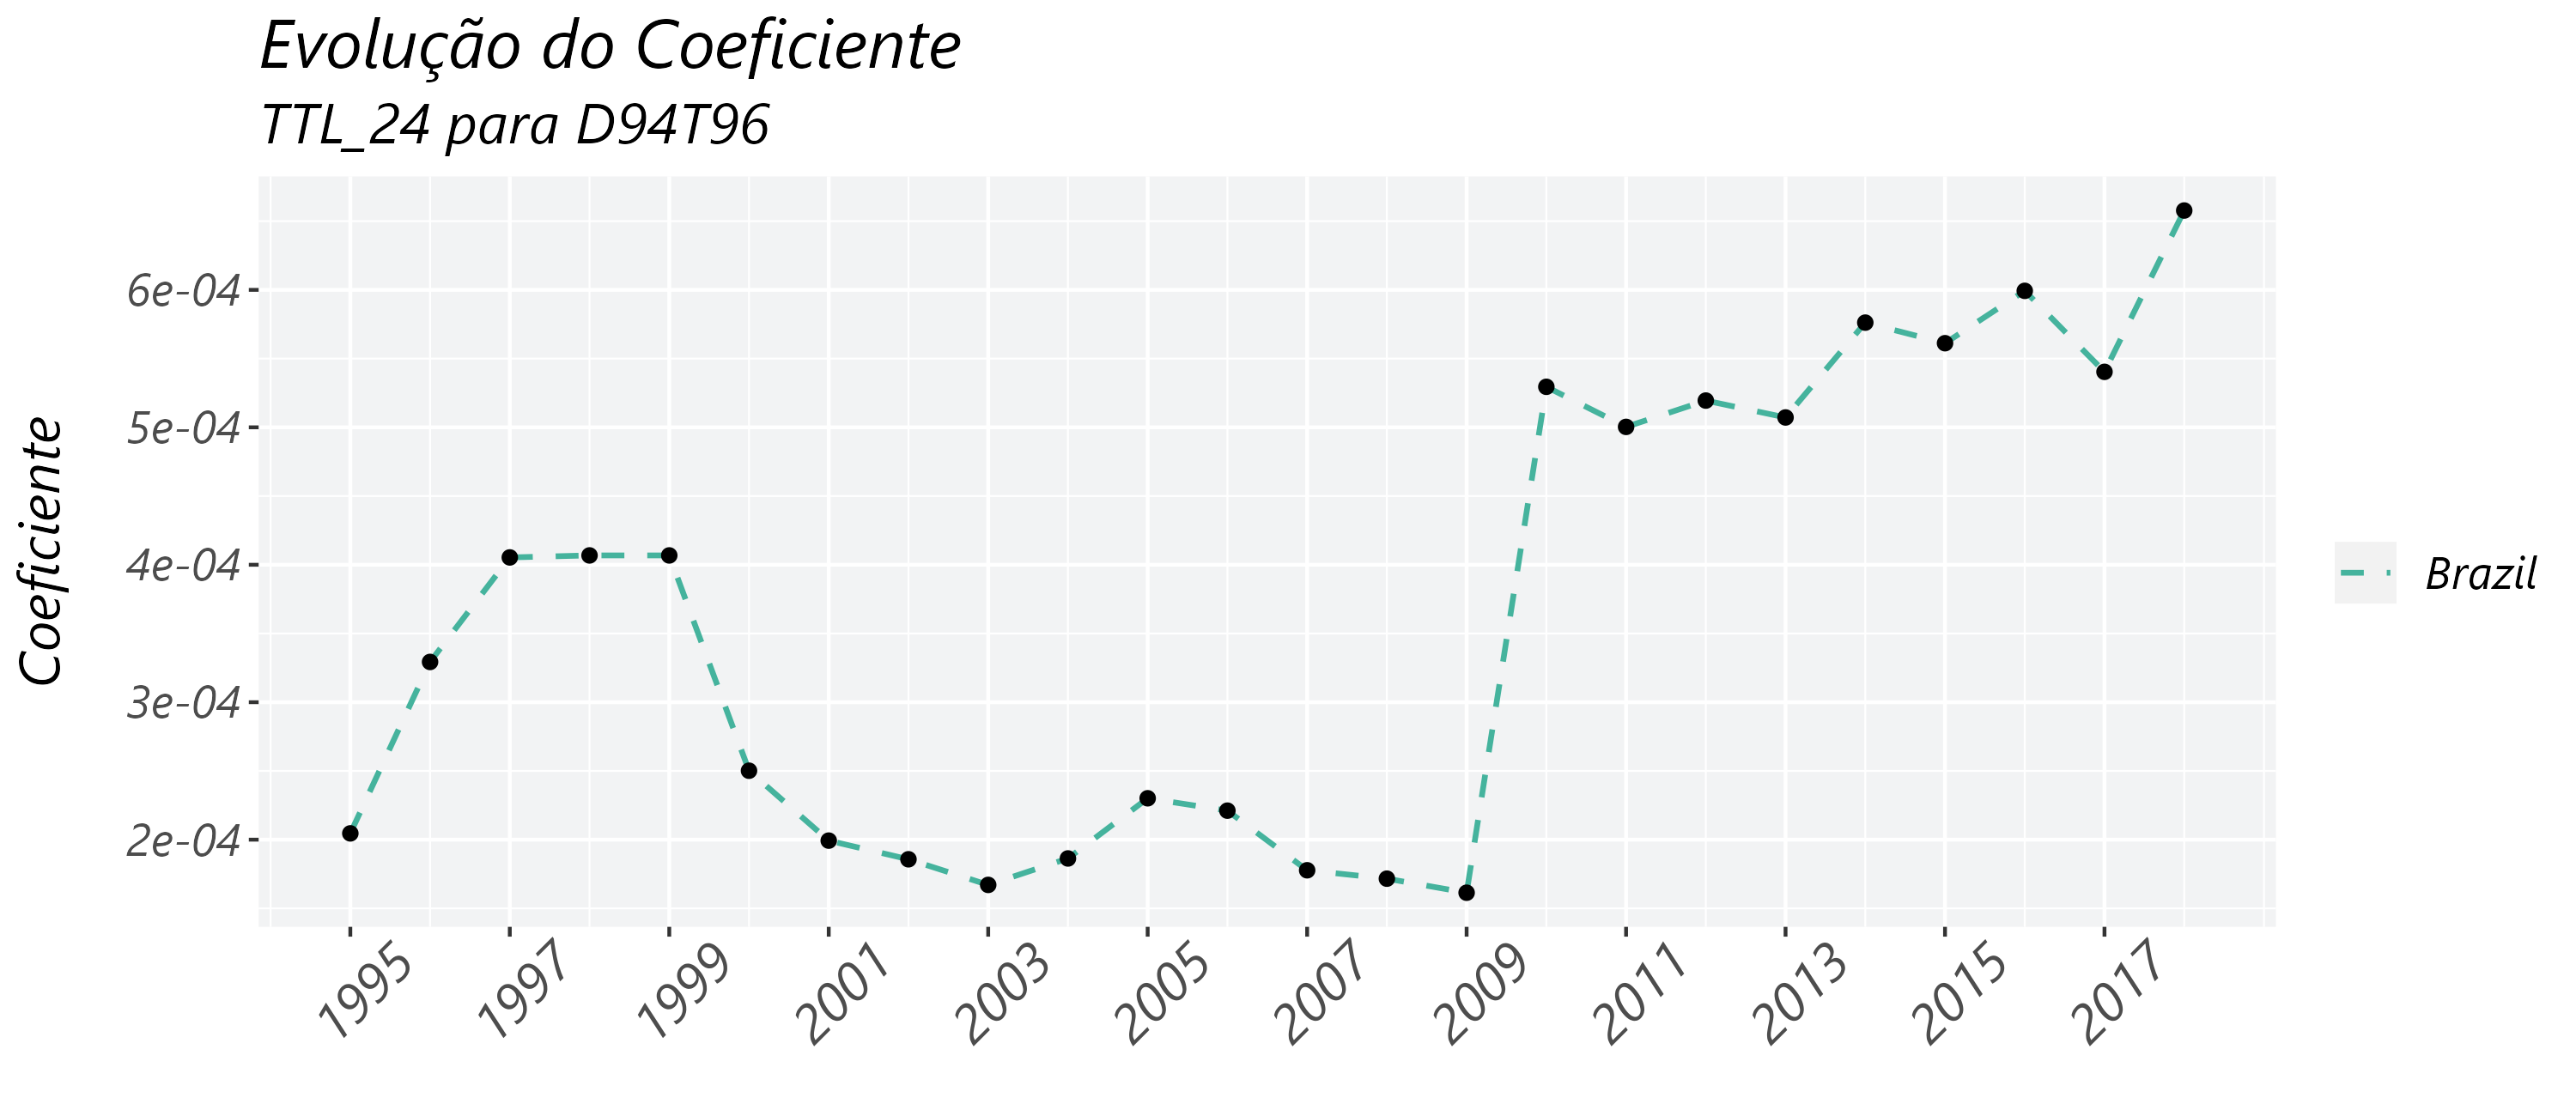 Evolução do Coeficiente
TTL_24 para D94T96
Coeficiente
6e-04
5e-04
4e-04
3e-04
2e-04
1995
1997
1999
2001
2003
2005
2007
2009
2011
2013
2015
2017
Brazil